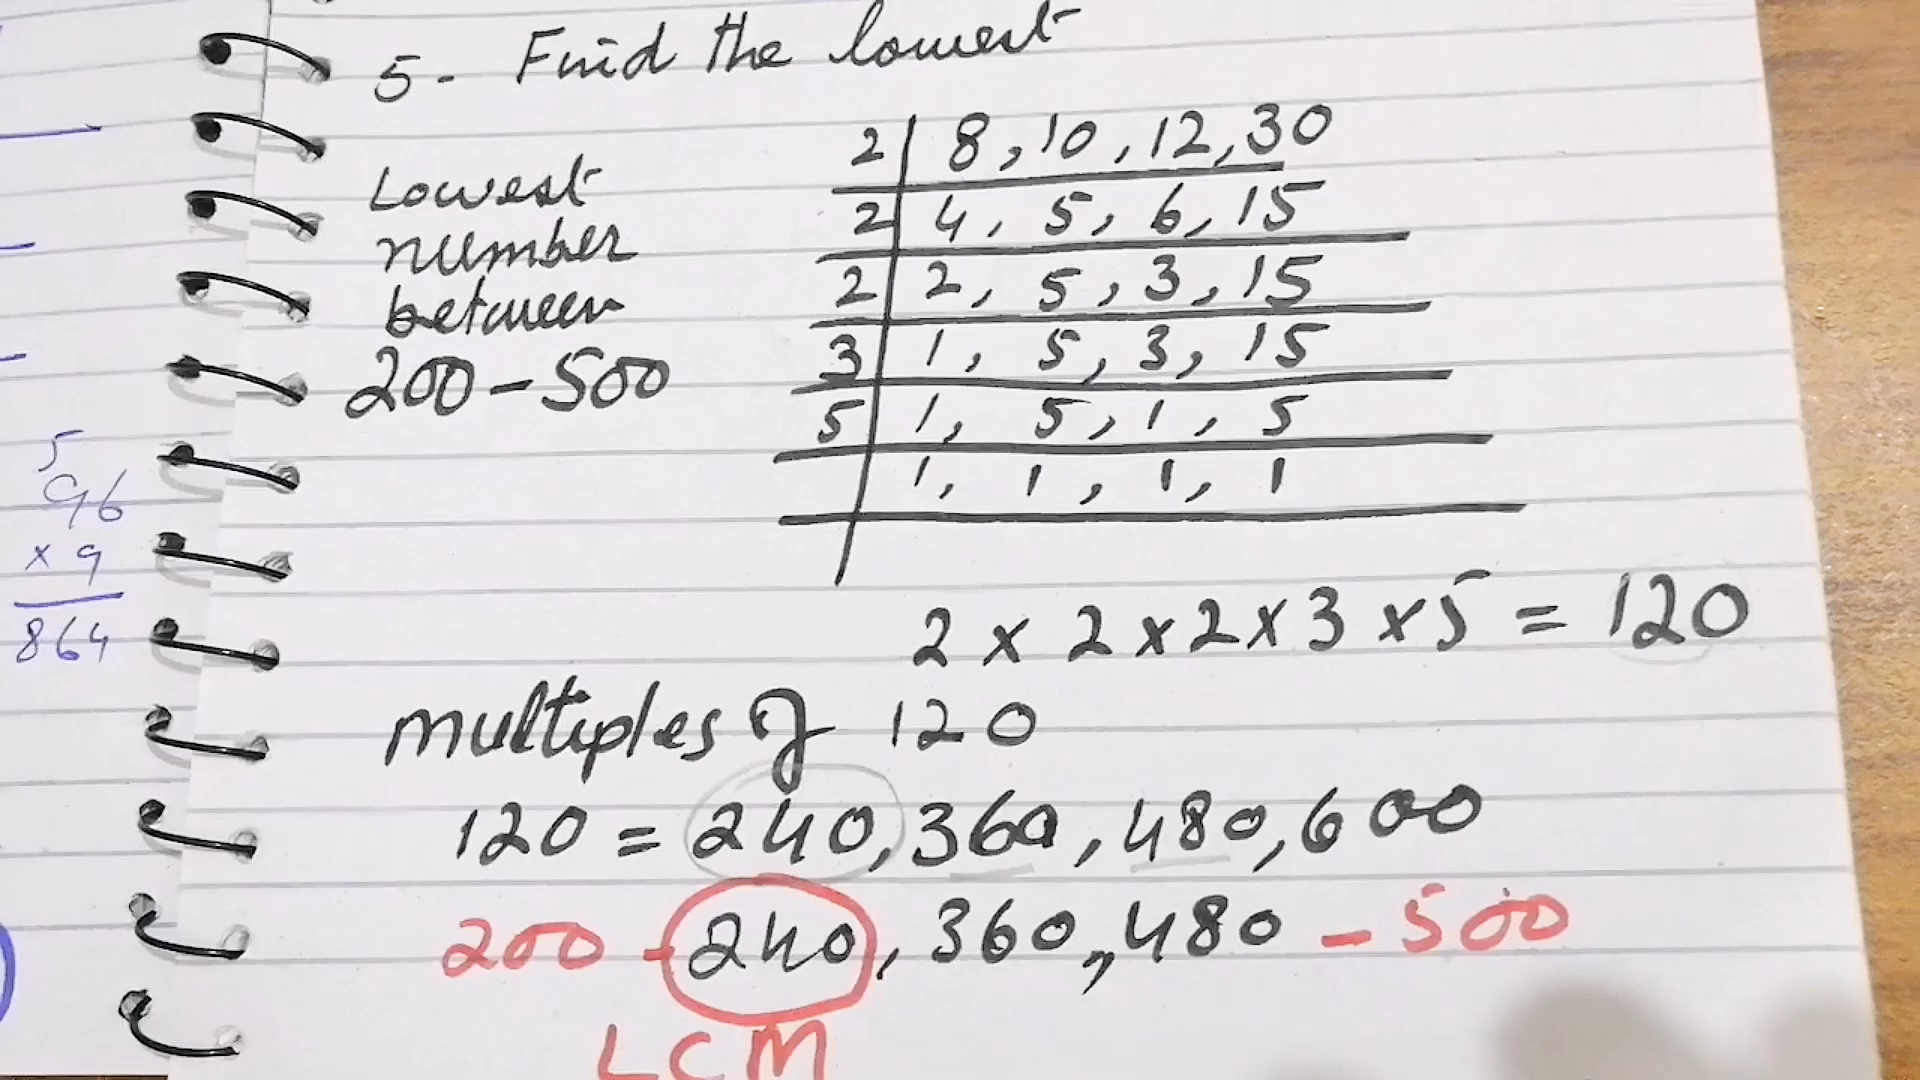 5- Find the lowest
Lowest
number
between
200-500
2 | 8, 10, 12, 30
2 | 4, 5, 6, 15
2 | 2, 5, 3, 15
3 | 1, 5, 3, 15
5 | 1, 5, 1, 5
1, 1, 1, 1
5
96
× 9
864
2 × 2 × 2 × 3 × 5 = 120
multiples of 120
120 = 240, 360, 480, 600
200 - 240, 360, 480 - 500
LCM